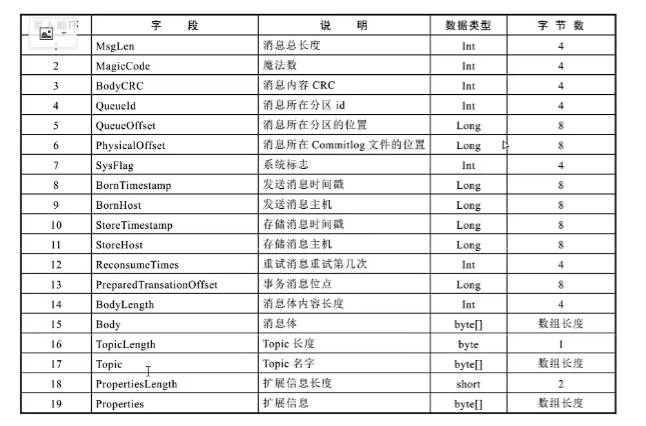 写入顺序 字段 说明 数据类型 字节数
1 MsgLen 消息总长度 Int 4
2 MagicCode 魔法数 Int 4
3 BodyCRC 消息内容 CRC Int 4
4 QueueId 消息所在分区 id Int 4
5 QueueOffset 消息所在分区的位置 Long 8
6 PhysicalOffset 消息所在 Commitlog 文件的位置 Long 8
7 SysFlag 系统标志 Int 4
8 BornTimestamp 发送消息时间戳 Long 8
9 BornHost 发送消息主机 Long 8
10 StoreTimestamp 存储消息时间戳 Long 8
11 StoreHost 存储消息主机 Long 8
12 ReconsumeTimes 重试消息重试第几次 Int 4
13 PreparedTransationOffset 事务消息位点 Long 8
14 BodyLength 消息体内容长度 Int 4
15 Body 消息体 byte[] 数组长度
16 TopicLength Topic 长度 byte 1
17 Topic Topic 名字 byte[] 数组长度
18 PropertiesLength 扩展信息长度 short 2
19 Properties 扩展信息 byte[] 数组长度